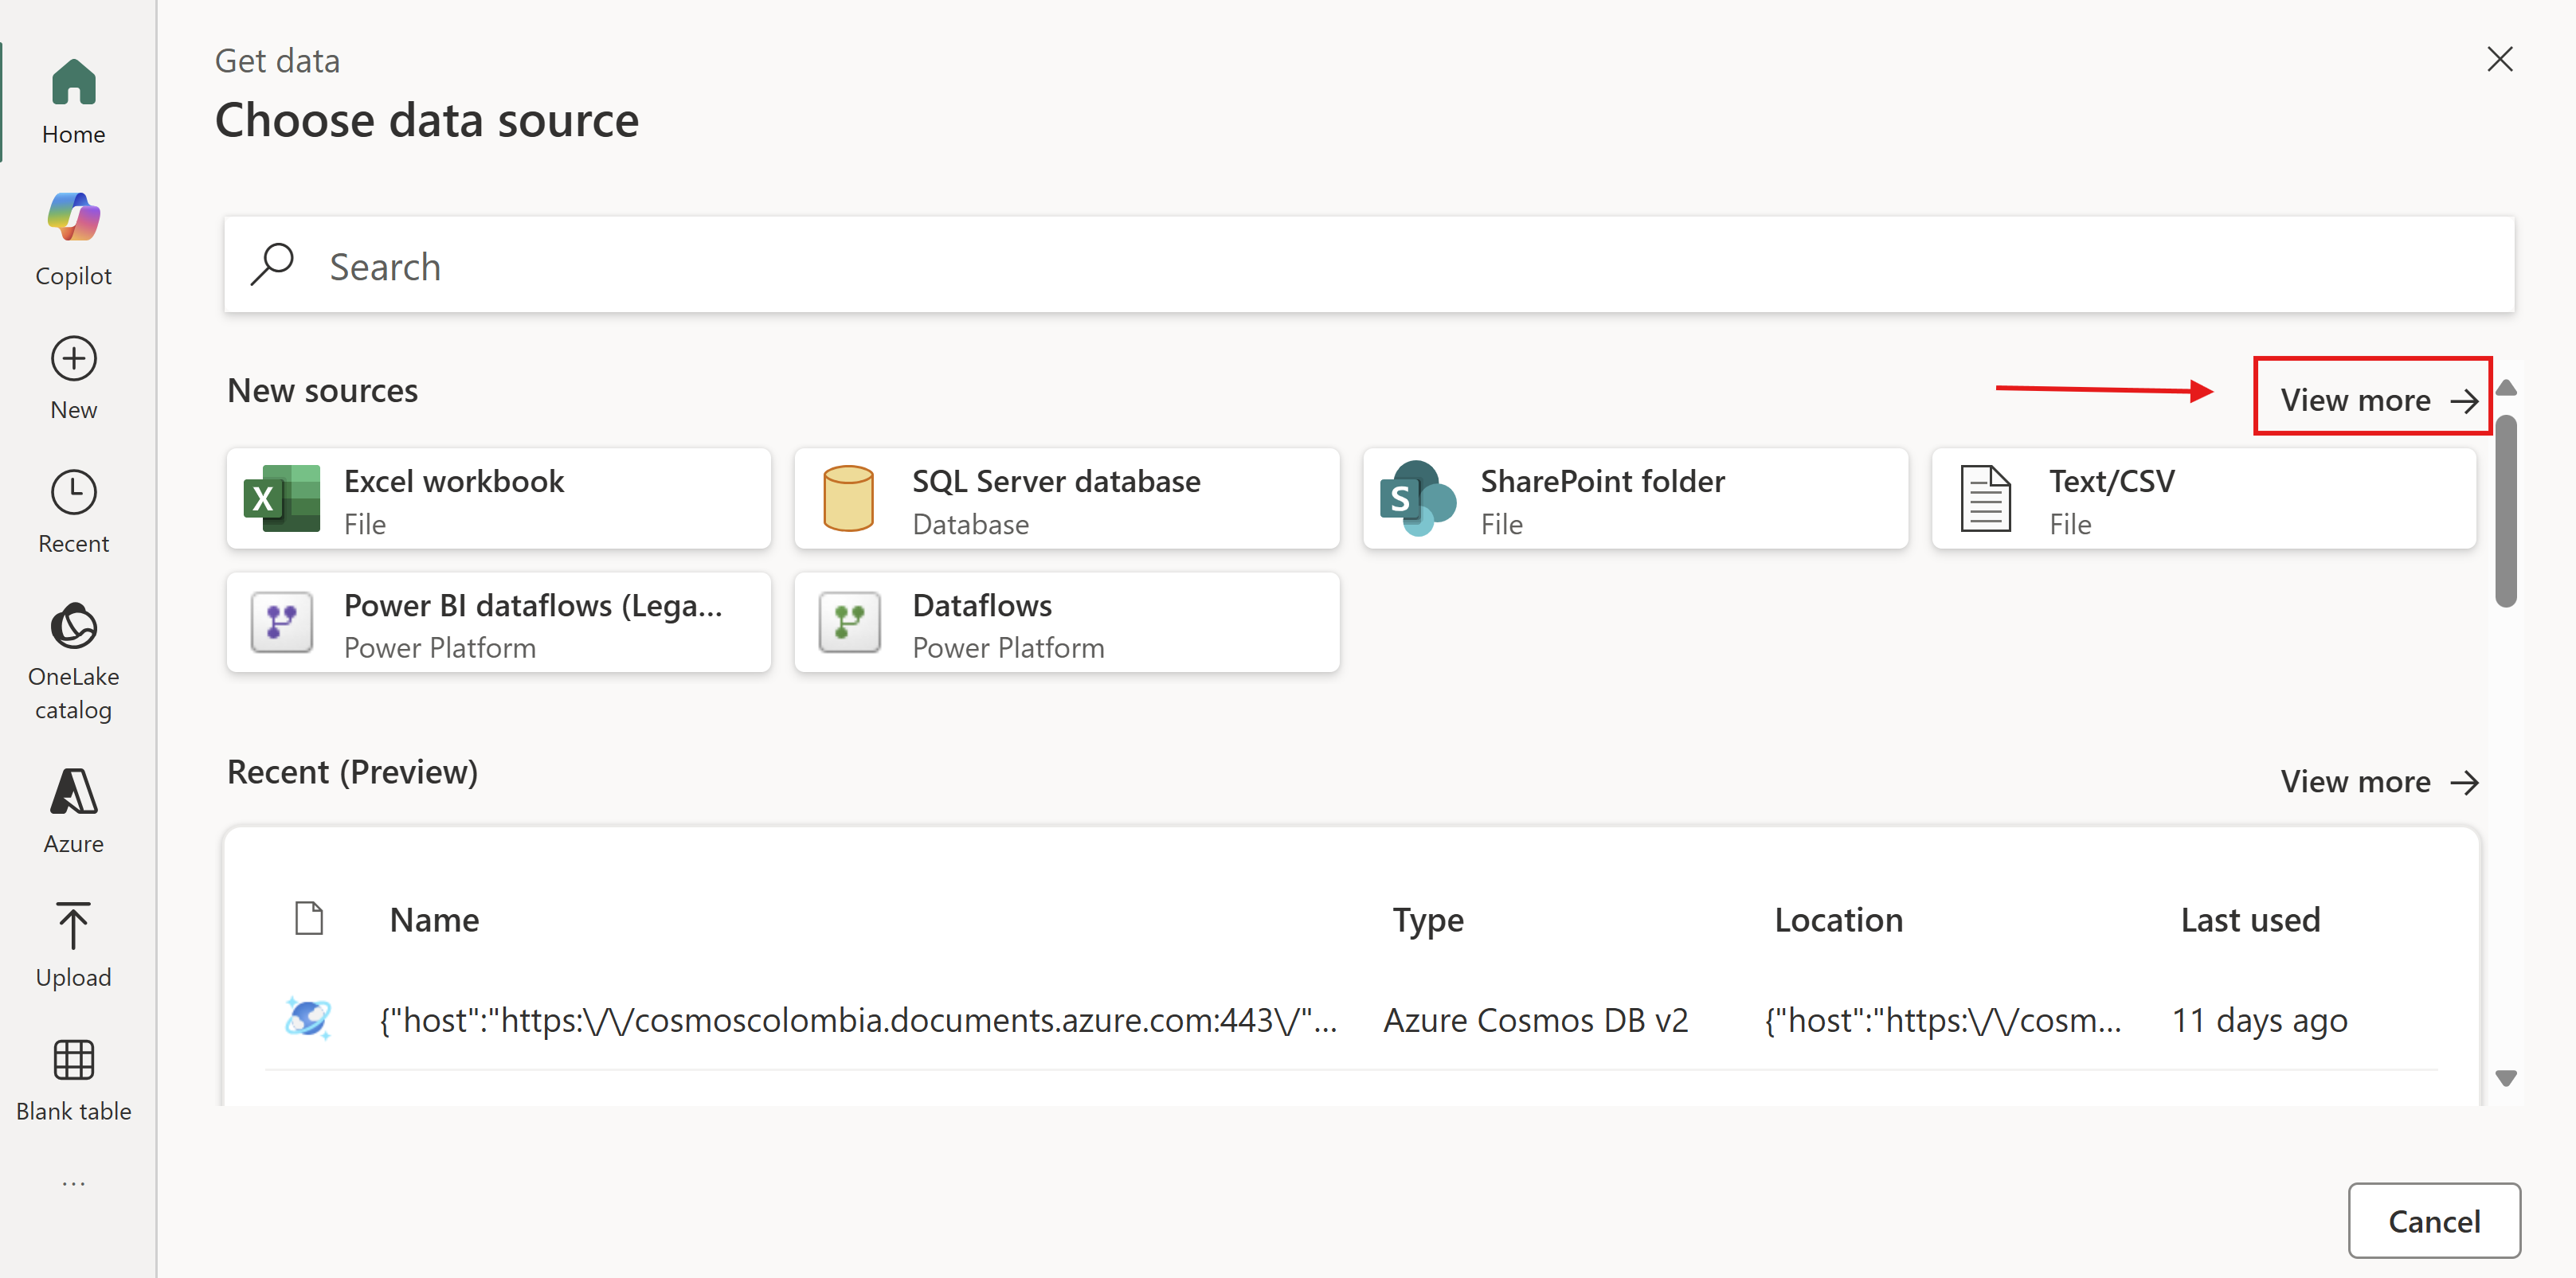 Home
Copilot
New
Recent
OneLake
catalog
Azure
Upload
Blank table
...
Get data
Choose data source
Search
New sources
View more
Excel workbook
File
SQL Server database
Database
SharePoint folder
File
Text/CSV
File
Power BI dataflows (Lega...
Power Platform
Dataflows
Power Platform
Recent (Preview)
View more
Name Type Location Last used
{"host":"https:\/\/cosmoscolombia.documents.azure.com:443\/"... Azure Cosmos DB v2 {"host":"https:\/\/cosm... 11 days ago
Cancel